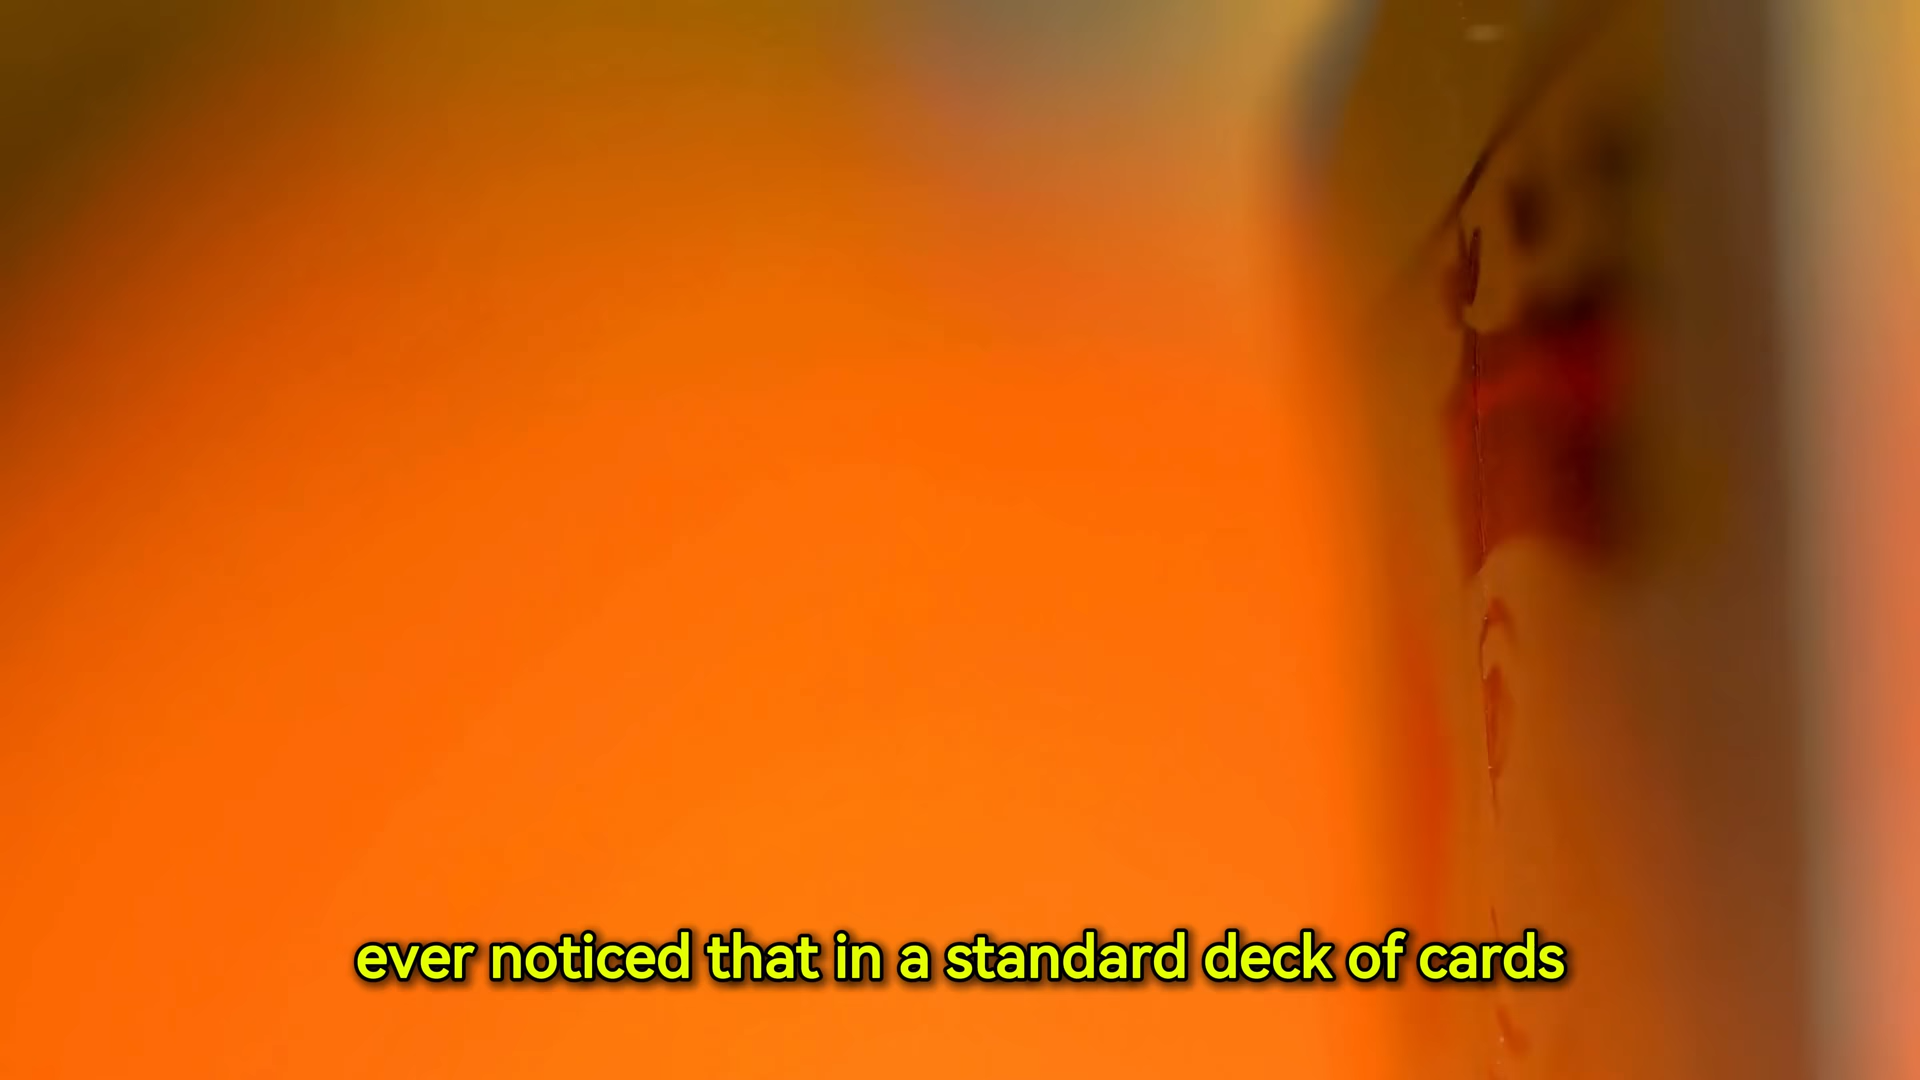 ever noticed that in a standard deck of cards